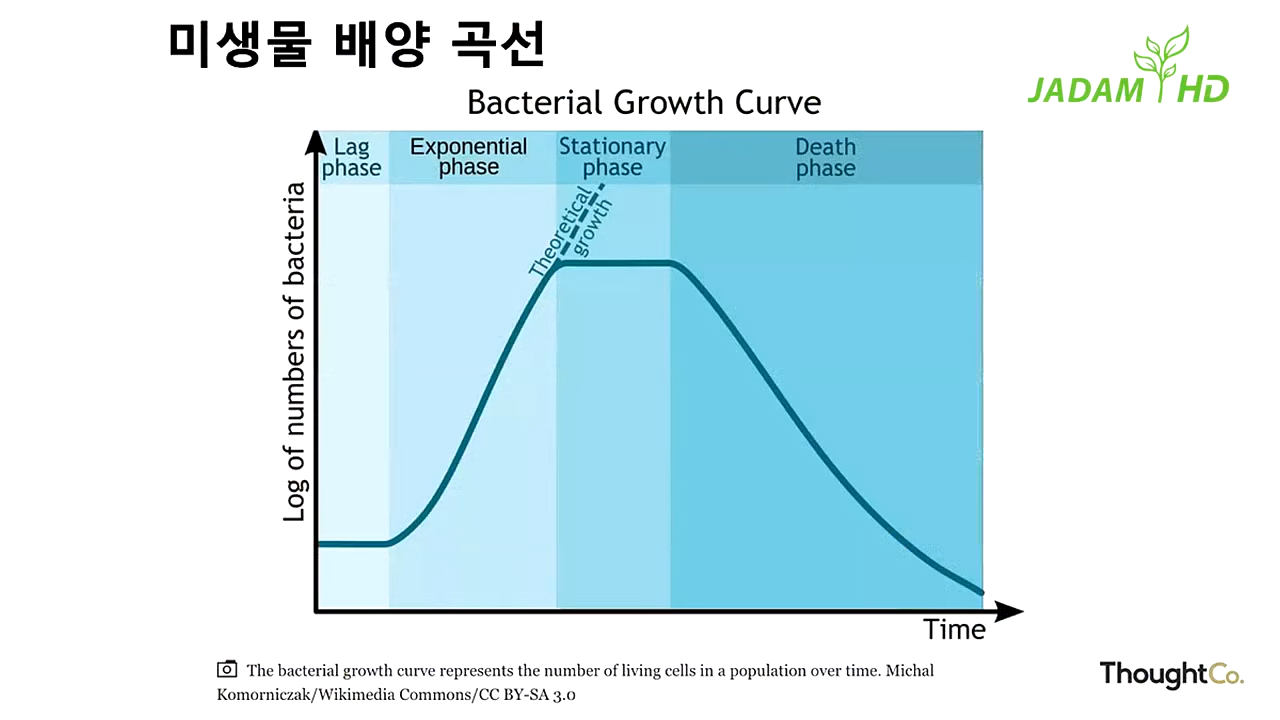 미생물 배양 곡선
JADAM HD
Bacterial Growth Curve
Lag
phase
Exponential
phase
Stationary
phase
Death
phase
Theoretical
growth
Log of numbers of bacteria
Time
The bacterial growth curve represents the number of living cells in a population over time. Michal
Komorniczak/Wikimedia Commons/CC BY-SA 3.0
ThoughtCo.